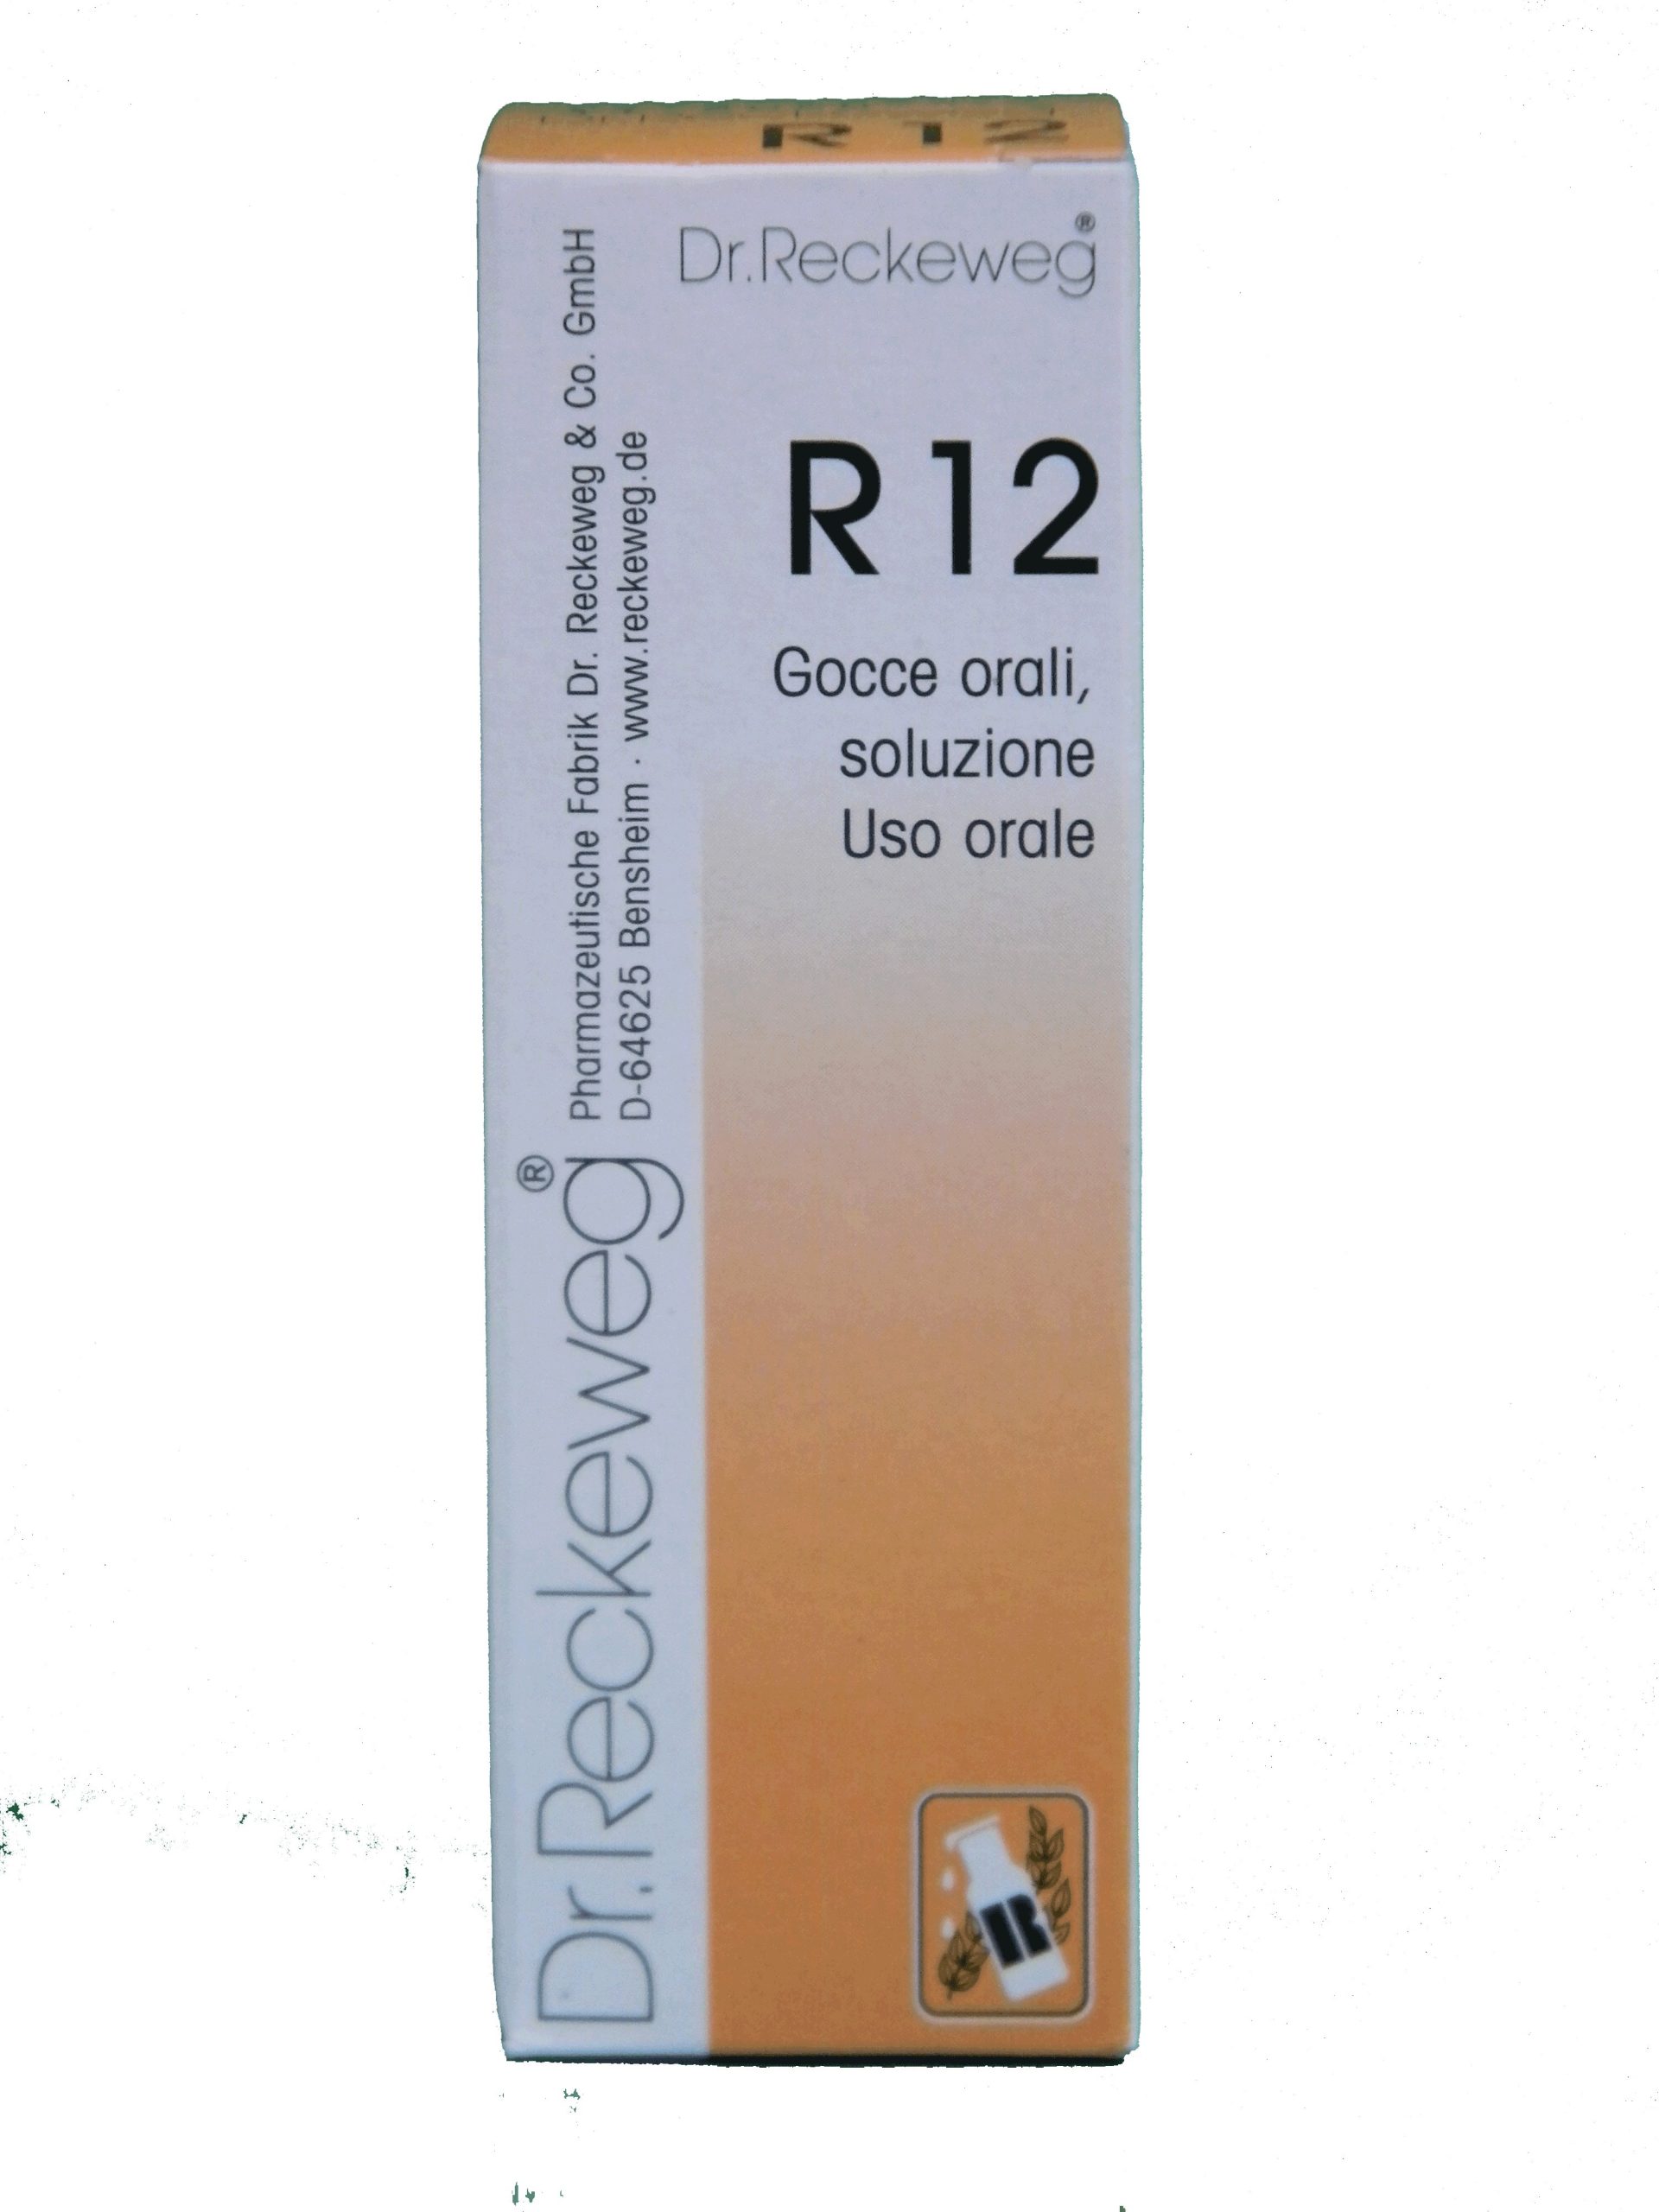 R 12
Dr.Reckeweg®
R12
Gocce orali,
soluzione
Uso orale
Dr.Reckeweg®
Pharmazeutische Fabrik Dr. Reckeweg & Co. GmbH
D-64625 Bensheim · www.reckeweg.de
R